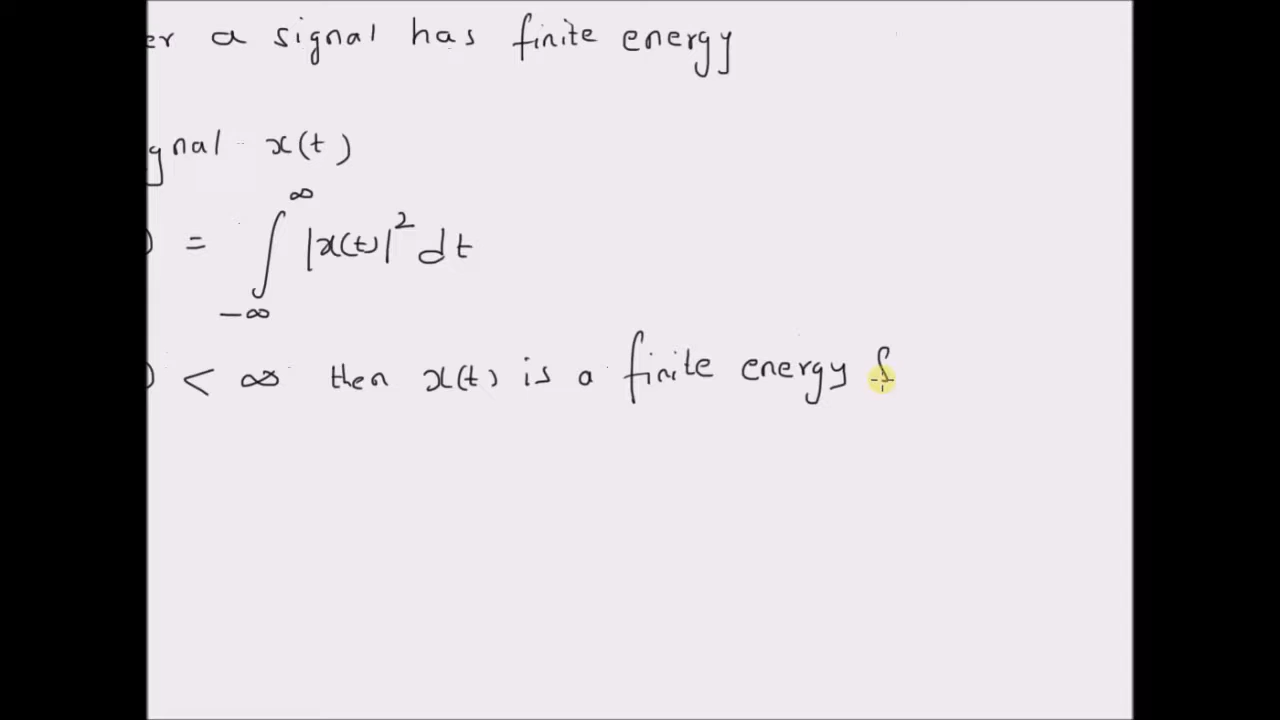 er a signal has finite energy
gnal - x(t)
) = ∫_{-∞}^{∞} |x(t)|² dt
) < ∞ then x(t) is a finite energy